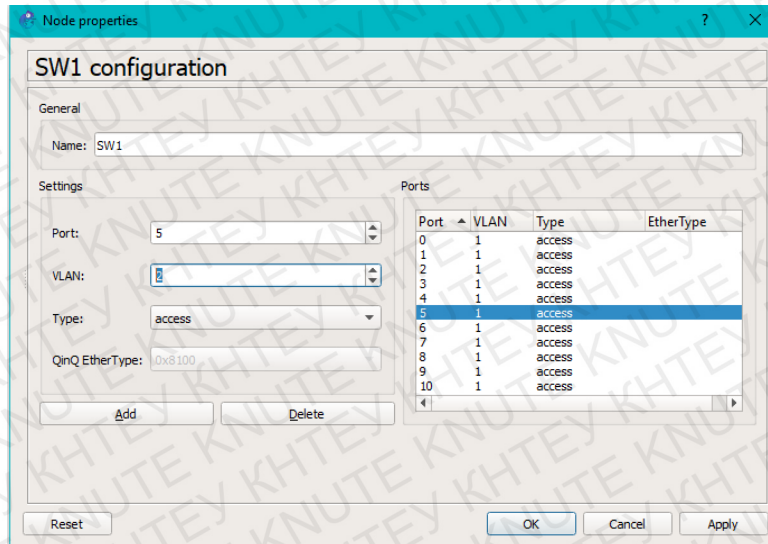 Node properties
?
SW1 configuration
General
Name: SW1
Settings
Port: 5
VLAN: 2
Type: access
QinQ EtherType: 0x8100
Add Delete
Ports
Port VLAN Type EtherType
0 1 access
1 1 access
2 1 access
3 1 access
4 1 access
5 1 access
6 1 access
7 1 access
8 1 access
9 1 access
10 1 access
Reset OK Cancel Apply
KNUTE КНТЕУ